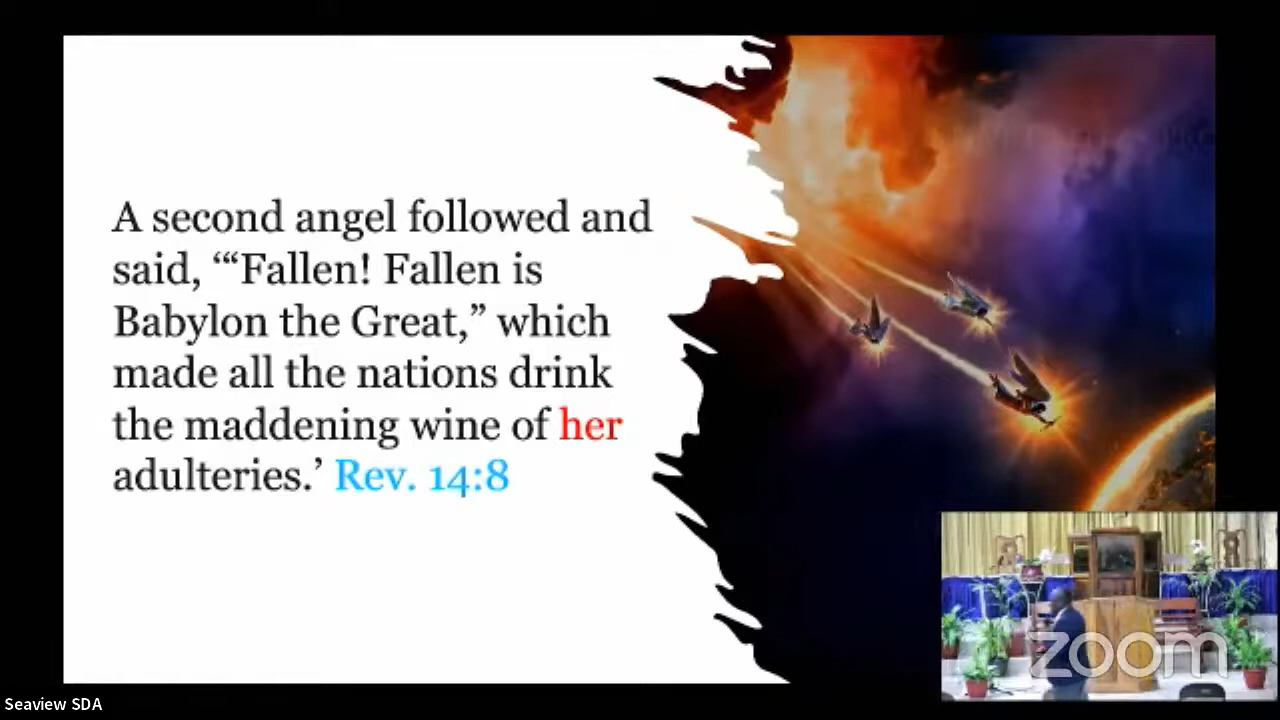 A second angel followed and
said, ‘“Fallen! Fallen is
Babylon the Great,” which
made all the nations drink
the maddening wine of her
adulteries.’ Rev. 14:8
zoom
Seaview SDA